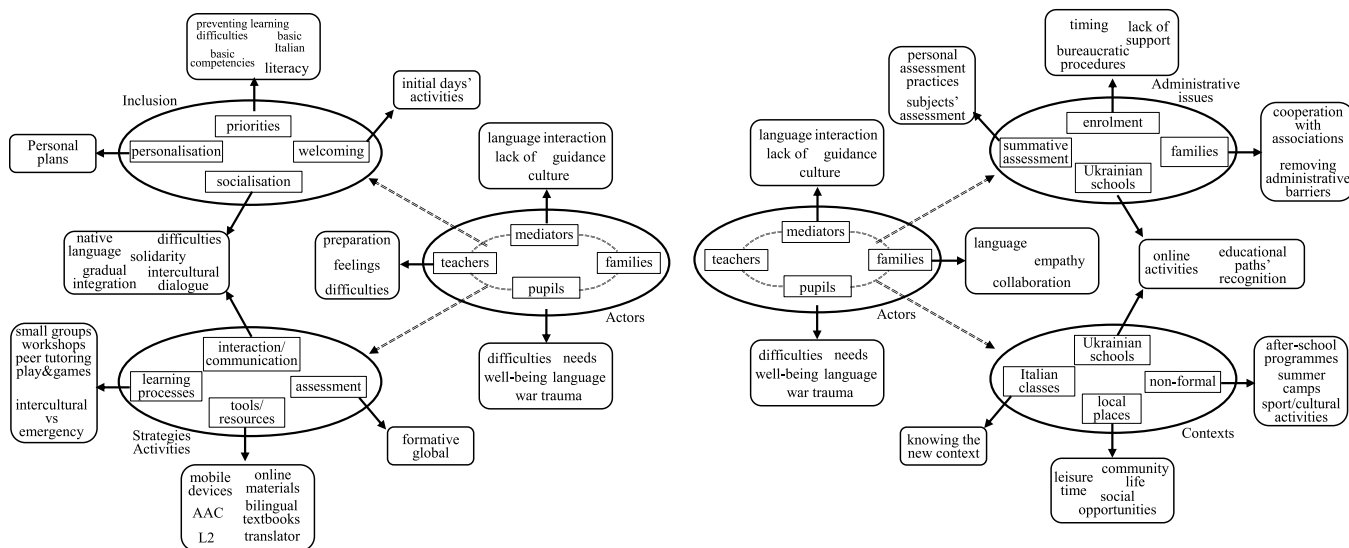 preventing learning
difficulties
basic
Italian
basic
competencies
literacy
Inclusion
initial days'
activities
priorities
Personal
plans
personalisation
welcoming
socialisation
language interaction
lack of guidance
culture
native
language
difficulties
solidarity
gradual
integration
intercultural
dialogue
preparation
feelings
difficulties
mediators
teachers
families
pupils
Actors
small groups
workshops
peer tutoring
play&games
intercultural
vs
emergency
interaction/
communication
learning
processes
assessment
tools/
resources
Strategies
Activities
difficulties needs
well-being language
war trauma
formative
global
mobile
devices
online
materials
AAC
bilingual
textbooks
L2
translator
timing
lack of
support
bureaucratic
procedures
personal
assessment
practices
subjects'
assessment
Administrative
issues
enrolment
summative
assessment
families
Ukrainian
schools
cooperation
with
associations
removing
administrative
barriers
language interaction
lack of guidance
culture
mediators
teachers
families
pupils
Actors
language
empathy
collaboration
online
activities
educational
paths'
recognition
difficulties needs
well-being language
war trauma
Ukrainian
schools
Italian
classes
non-formal
local
places
Contexts
after-school
programmes
summer
camps
sport/cultural
activities
knowing the
new context
leisure
time
community
life
social
opportunities